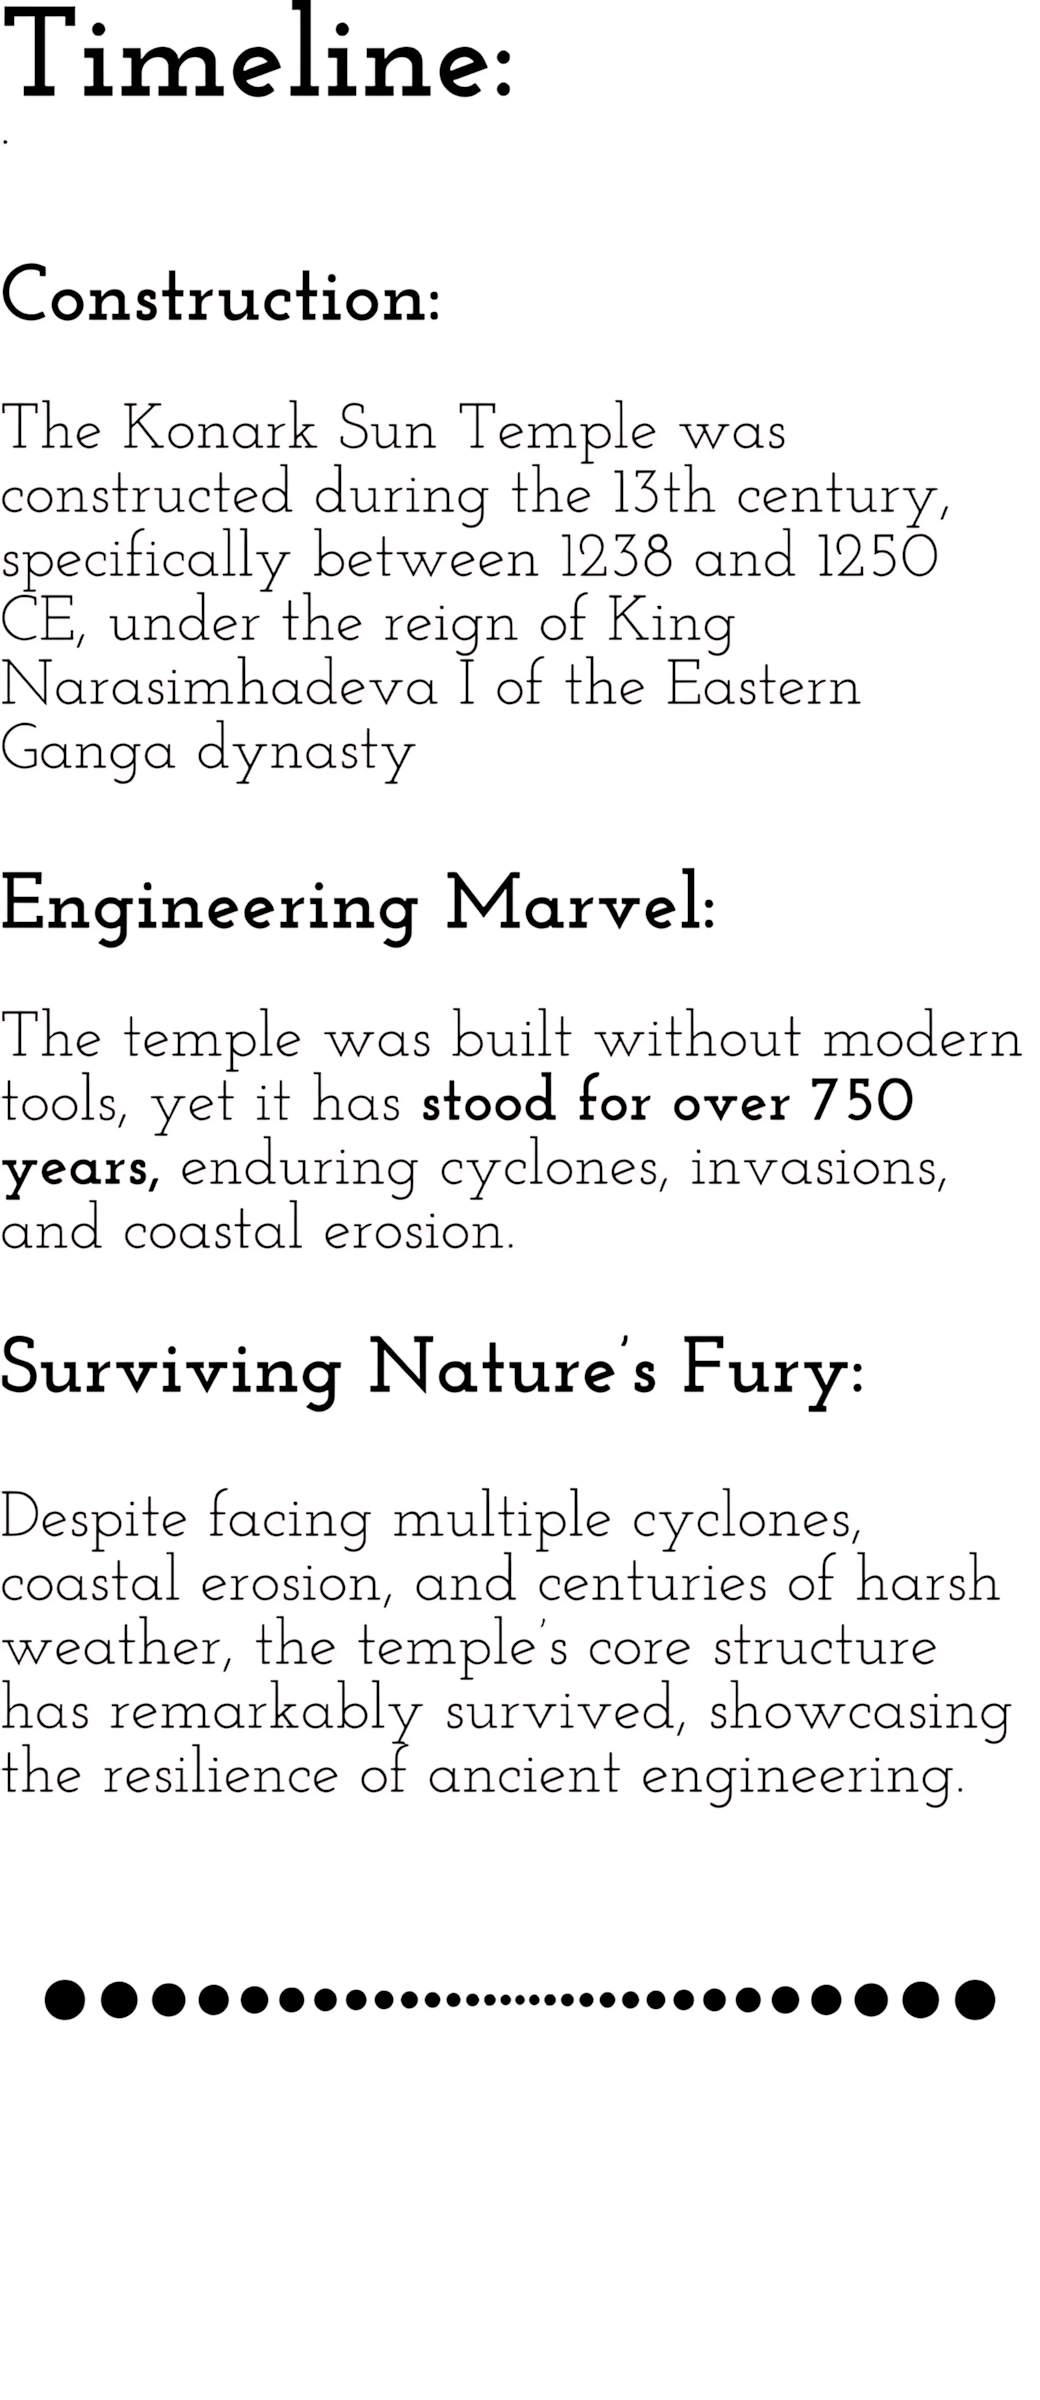 Timeline:
.
Construction:
The Konark Sun Temple was
constructed during the 13th century,
specifically between 1238 and 1250
CE, under the reign of King
Narasimhadeva I of the Eastern
Ganga dynasty
Engineering Marvel:
The temple was built without modern
tools, yet it has stood for over 750
years, enduring cyclones, invasions,
and coastal erosion.
Surviving Nature's Fury:
Despite facing multiple cyclones,
coastal erosion, and centuries of harsh
weather, the temple's core structure
has remarkably survived, showcasing
the resilience of ancient engineering.